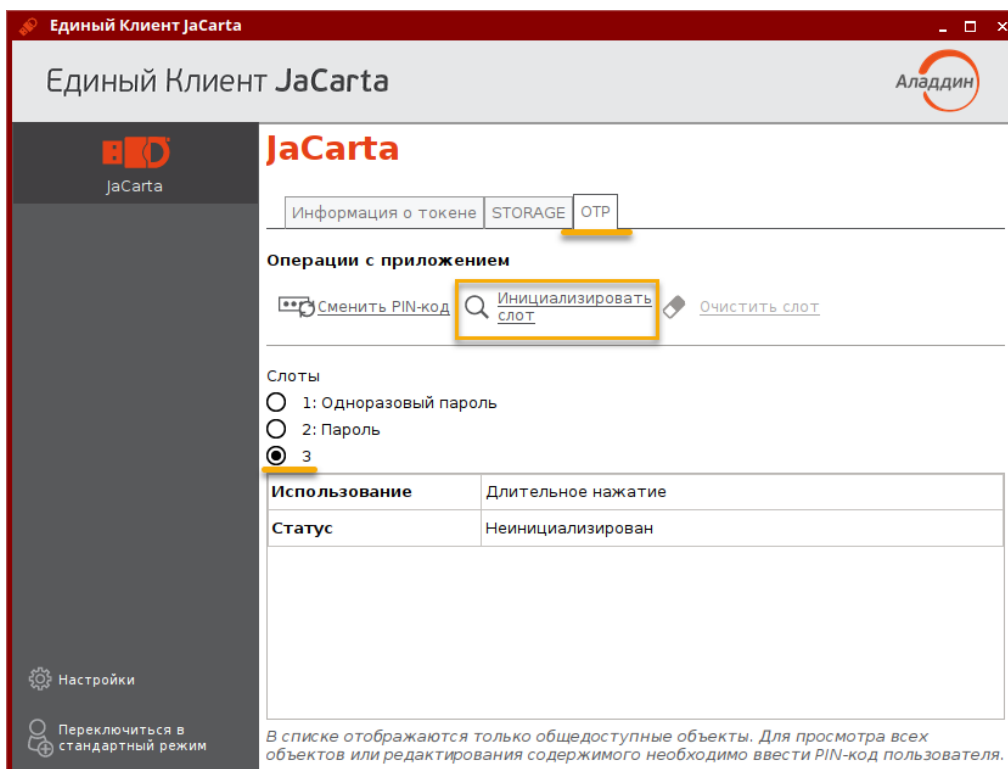 Единый Клиент JaCarta
Единый Клиент JaCarta
Аладдин
JaCarta
JaCarta
Информация о токене STORAGE OTP
Операции с приложением
Сменить PIN-код
Инициализировать
слот
Очистить слот
Слоты
1: Одноразовый пароль
2: Пароль
3
Использование Длительное нажатие
Статус Неинициализирован
Настройки
Переключиться в
стандартный режим
В списке отображаются только общедоступные объекты. Для просмотра всех
объектов или редактирования содержимого необходимо ввести PIN-код пользователя.